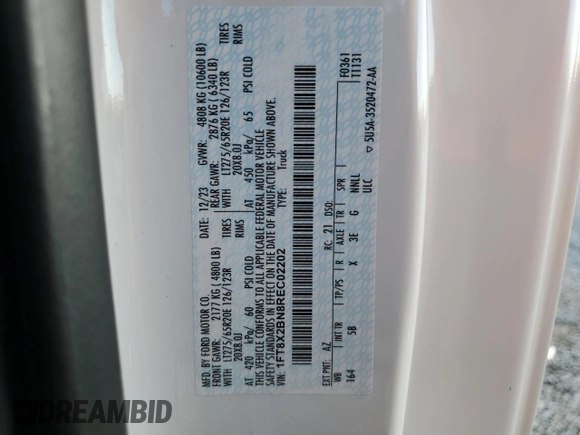 MFD. BY FORD MOTOR CO.
DATE: 12/23 GVWR: 4808 KG (10600 LB)
FRONT GAWR: 2177 KG (4800 LB) REAR GAWR: 2876 KG (6340 LB)
WITH TIRES WITH TIRES
LT275/65R20E 126/123R LT275/65R20E 126/123R
20X8.0J RIMS 20X8.0J RIMS
AT 420 kPa/ 60 PSI COLD AT 450 kPa/ 65 PSI COLD
THIS VEHICLE CONFORMS TO ALL APPLICABLE FEDERAL MOTOR VEHICLE
SAFETY STANDARDS IN EFFECT ON THE DATE OF MANUFACTURE SHOWN ABOVE.
VIN: 1FT8X2BN8REC02202 TYPE: Truck
F0361
T1131
EXT PNT: AZ RC: 21 DSO:
WB INT TR TP/PS R AXLE TR SPR
164 5B X 3E G NNLL
ULC
▽ 5U5A-3520472-AA
DREAMBID